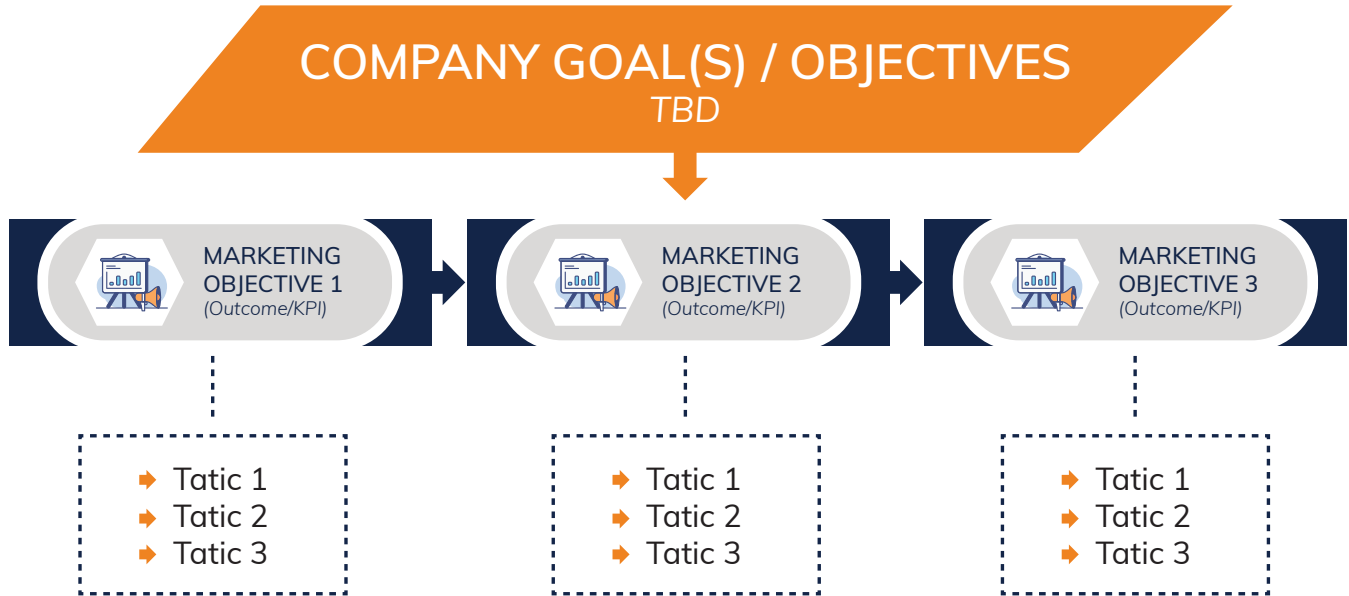 COMPANY GOAL(S) / OBJECTIVES
TBD
MARKETING
OBJECTIVE 1
(Outcome/KPI)
MARKETING
OBJECTIVE 2
(Outcome/KPI)
MARKETING
OBJECTIVE 3
(Outcome/KPI)
Tatic 1
Tatic 2
Tatic 3
Tatic 1
Tatic 2
Tatic 3
Tatic 1
Tatic 2
Tatic 3